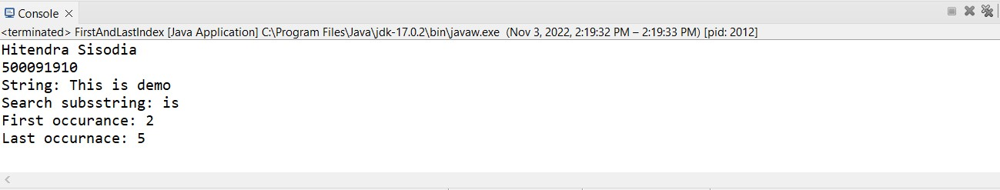 Console
<terminated> FirstAndLastIndex [Java Application] C:\Program Files\Java\jdk-17.0.2\bin\javaw.exe (Nov 3, 2022, 2:19:32 PM – 2:19:33 PM) [pid: 2012]
Hitendra Sisodia
500091910
String: This is demo
Search subsstring: is
First occurance: 2
Last occurnace: 5